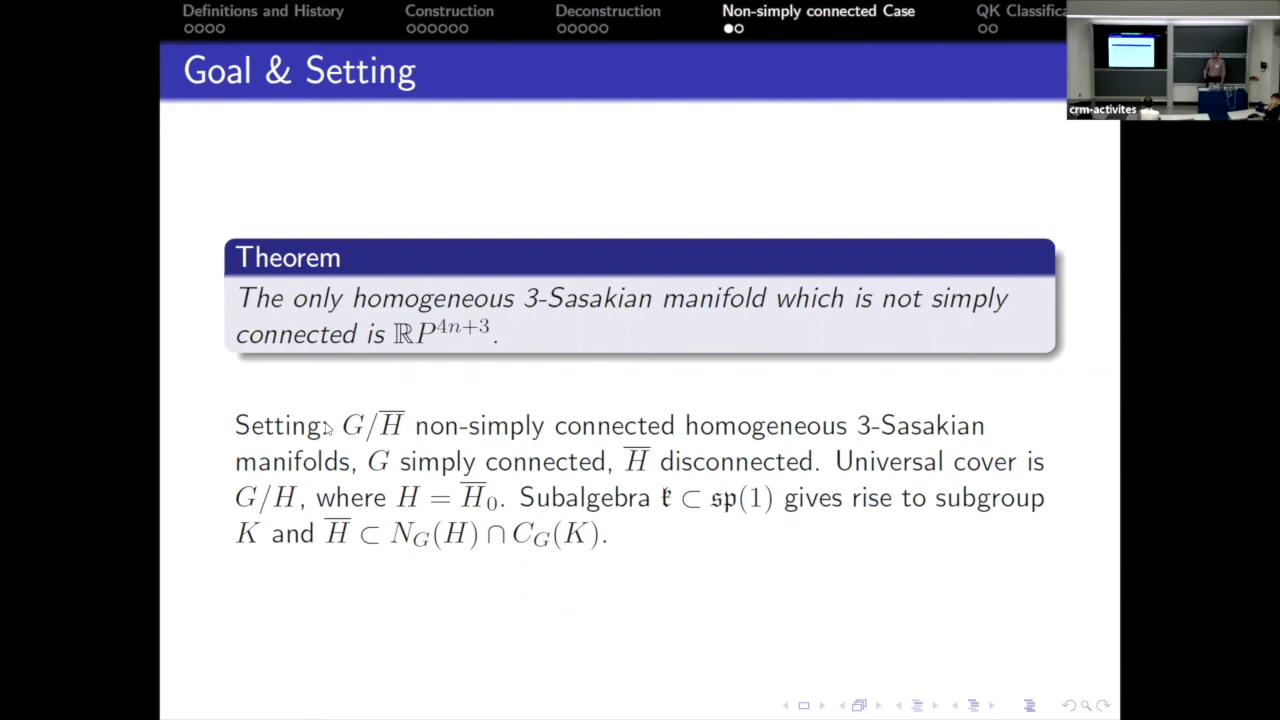 Definitions and History
Construction
Deconstruction
Non-simply connected Case
QK Classifica
Goal & Setting
crm-activites
Theorem
The only homogeneous 3-Sasakian manifold which is not simply
connected is ℝP⁴ⁿ⁺³.
Setting: G/H̅ non-simply connected homogeneous 3-Sasakian
manifolds, G simply connected, H̅ disconnected. Universal cover is
G/H, where H = H̅₀. Subalgebra 𝔨 ⊂ 𝔰𝔭(1) gives rise to subgroup
K and H̅ ⊂ N_G(H) ∩ C_G(K).